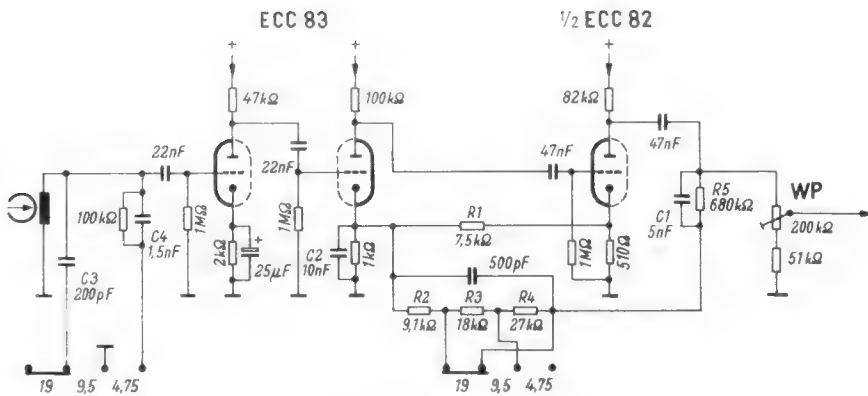 ECC 83
½ ECC 82
+
+
+
47kΩ
100kΩ
82kΩ
22nF
22nF
47nF
47nF
100kΩ
C4
1,5nF
1MΩ
2kΩ
+
25µF
1MΩ
C2
10nF
1kΩ
R1
7,5kΩ
1MΩ
510Ω
C1
5nF
R5
680kΩ
WP
200kΩ
51kΩ
C3
200pF
500pF
R2
9,1kΩ
R3
18kΩ
R4
27kΩ
19 9,5 4,75
19 9,5 4,75